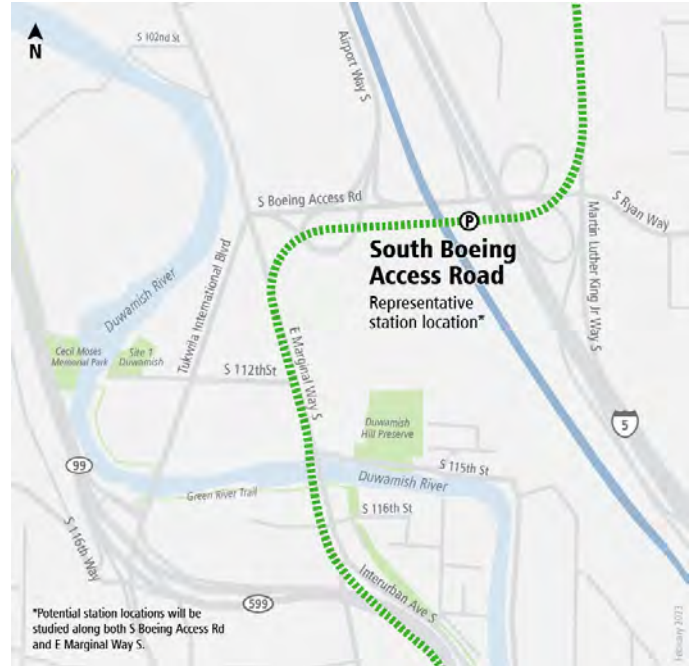 N
S 102nd St
Airport Way S
S Boeing Access Rd
S Ryan Way
P
South Boeing
Access Road
Representative
station location*
Martin Luther King Jr Way S
Duwamish River
Tukwila International Blvd
E Marginal Way S
Cecil Moses
Memorial Park
Site 1
Duwamish
S 112thSt
5
Duwamish
Hill Preserve
99
S 115th St
Duwamish River
Green River Trail
S 116th St
S 116th Way
Interurban Ave S
599
*Potential station locations will be
studied along both S Boeing Access Rd
and E Marginal Way S.
February 2023